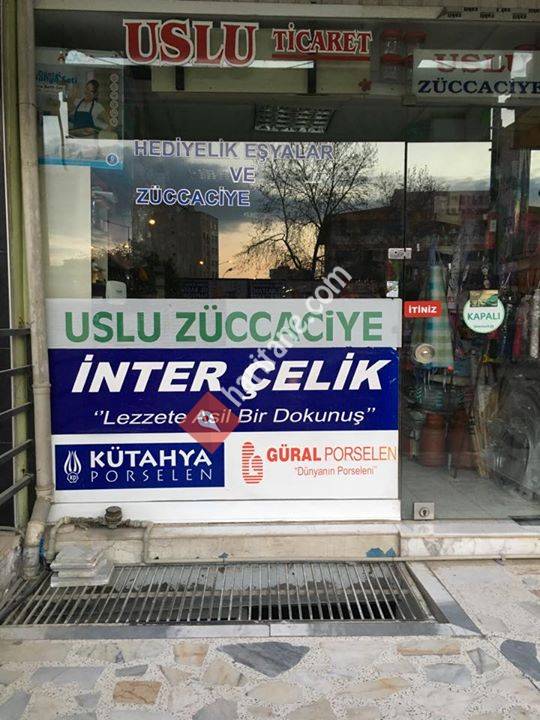 USLU TİCARET
USLU
ZÜCCACİYE
HEDİYELİK EŞYALAR
VE
ZÜCCACİYE
İTİNİZ
KAPALI
USLU ZÜCCACİYE
İNTER ÇELİK
"Lezzete Asil Bir Dokunuş"
KÜTAHYA
PORSELEN
GÜRAL PORSELEN
"Dünyanın Porseleni"
haritane.com